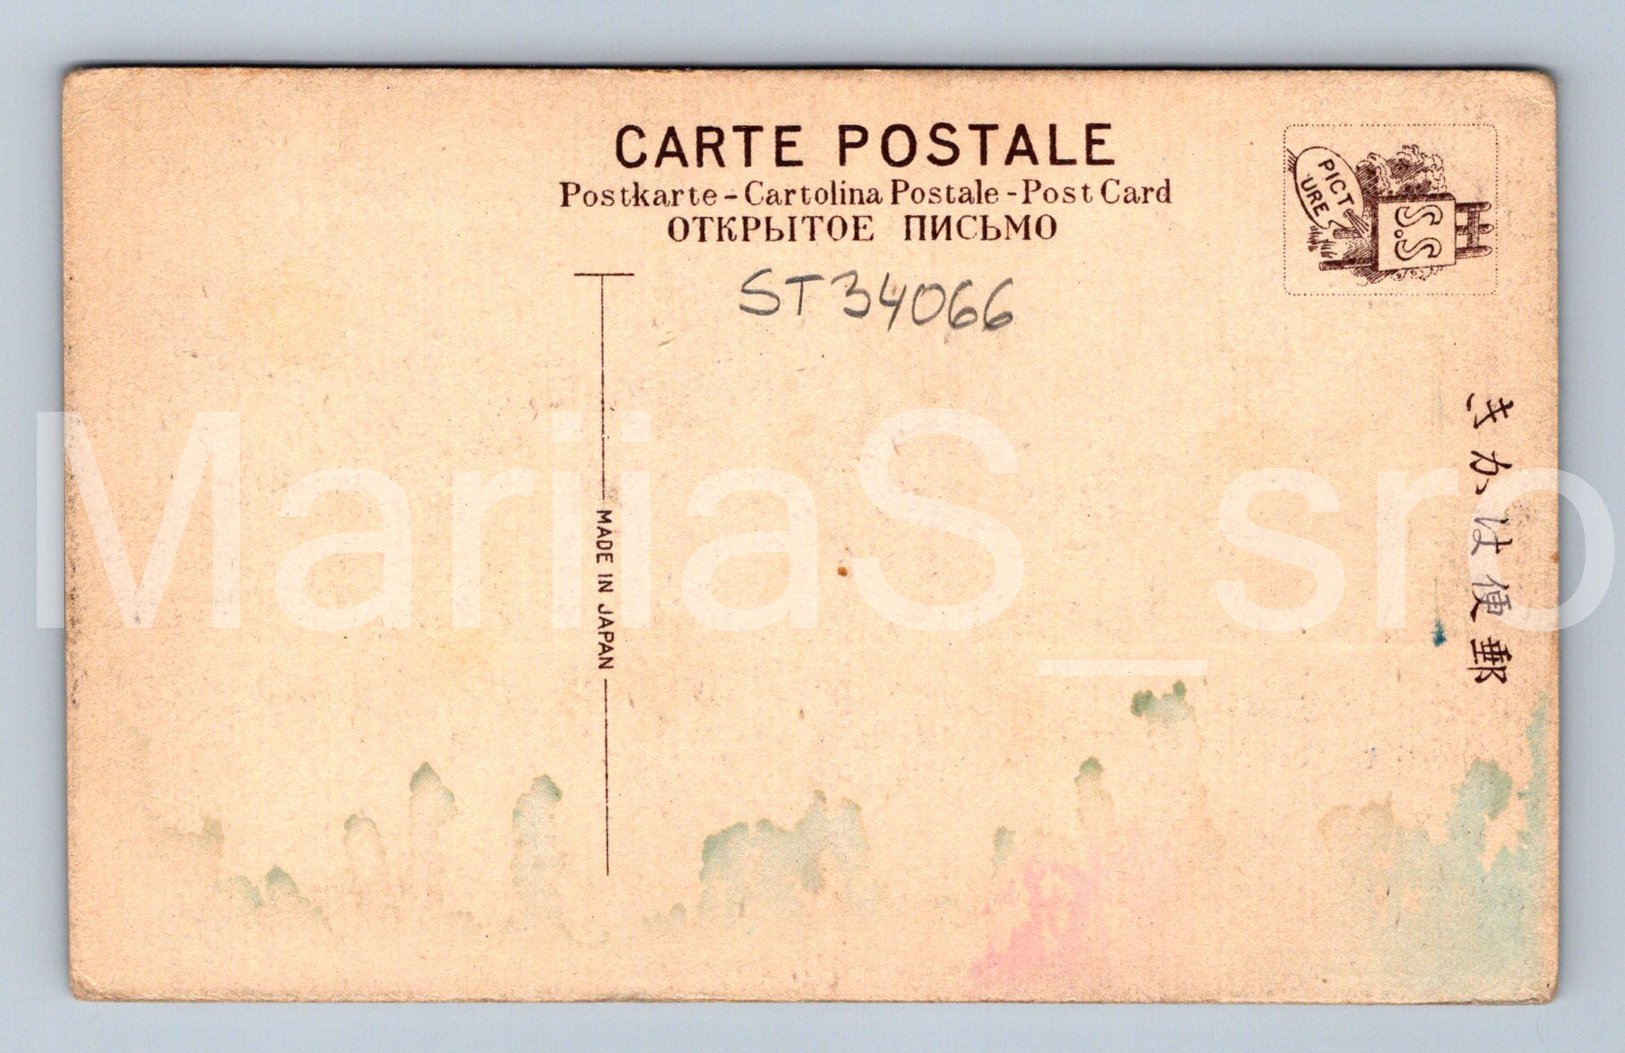 CARTE POSTALE
Postkarte-Cartolina Postale-Post Card
ОТКРЫТОЕ ПИСЬМО
PICT
URE
S.S
ST34066
MADE IN JAPAN
きかは便郵
MariiaS_sro